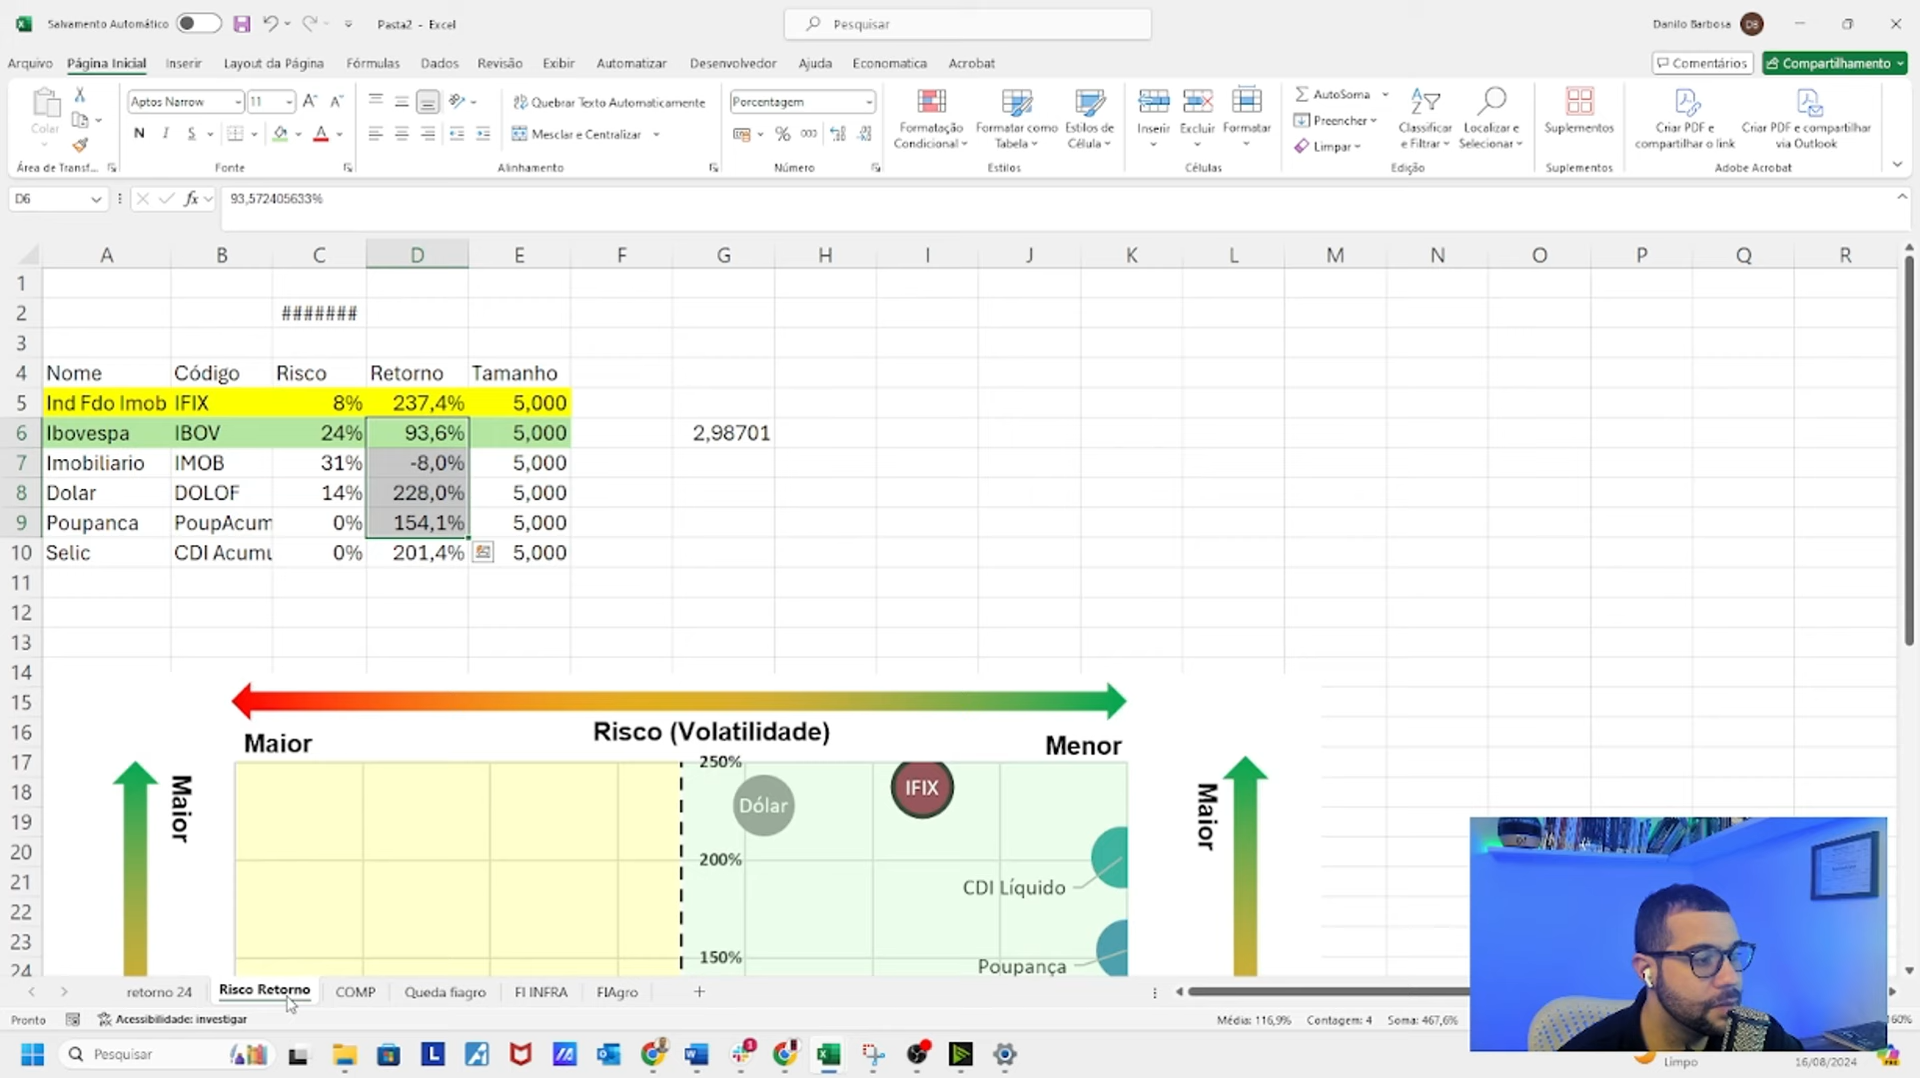 Salvamento Automático
Pasta2 - Excel
Pesquisar
Danilo Barbosa
DB
Arquivo Página Inicial Inserir Layout da Página Fórmulas Dados Revisão Exibir Automatizar Desenvolvedor Ajuda Economatica Acrobat
Comentários
Compartilhamento
Colar
Aptos Narrow 11
N I S
Quebrar Texto Automaticamente
Mesclar e Centralizar
Porcentagem
% 000
Formatação Condicional
Formatar como Tabela
Estilos de Célula
Inserir Excluir Formatar
AutoSoma
Preencher
Limpar
Classificar e Filtrar
Localizar e Selecionar
Suplementos
Criar PDF e compartilhar o link
Criar PDF e compartilhar via Outlook
Área de Transf... Fonte Alinhamento Número Estilos Células Edição Suplementos Adobe Acrobat
D6 fx 93,572405633%
A B C D E F G H I J K L M N O P Q R
1
2 #######
3
4 Nome Código Risco Retorno Tamanho
5 Ind Fdo Imob IFIX 8% 237,4% 5,000
6 Ibovespa IBOV 24% 93,6% 5,000 2,98701
7 Imobiliario IMOB 31% -8,0% 5,000
8 Dolar DOLOF 14% 228,0% 5,000
9 Poupanca PoupAcum 0% 154,1% 5,000
10 Selic CDI Acumu 0% 201,4% 5,000
11
12
13
14
15
16
17
18
19
20
21
22
23
24
Risco (Volatilidade)
Maior
Menor
Maior
250%
Dólar
IFIX
Maior
200%
CDI Líquido
150%
Poupança
retorno 24 Risco Retorno COMP Queda fiagro FI INFRA FIAgro +
Pronto
Acessibilidade: investigar
Média: 116,9% Contagem: 4 Soma: 467,6%
160%
Pesquisar
Limpo
16/08/2024